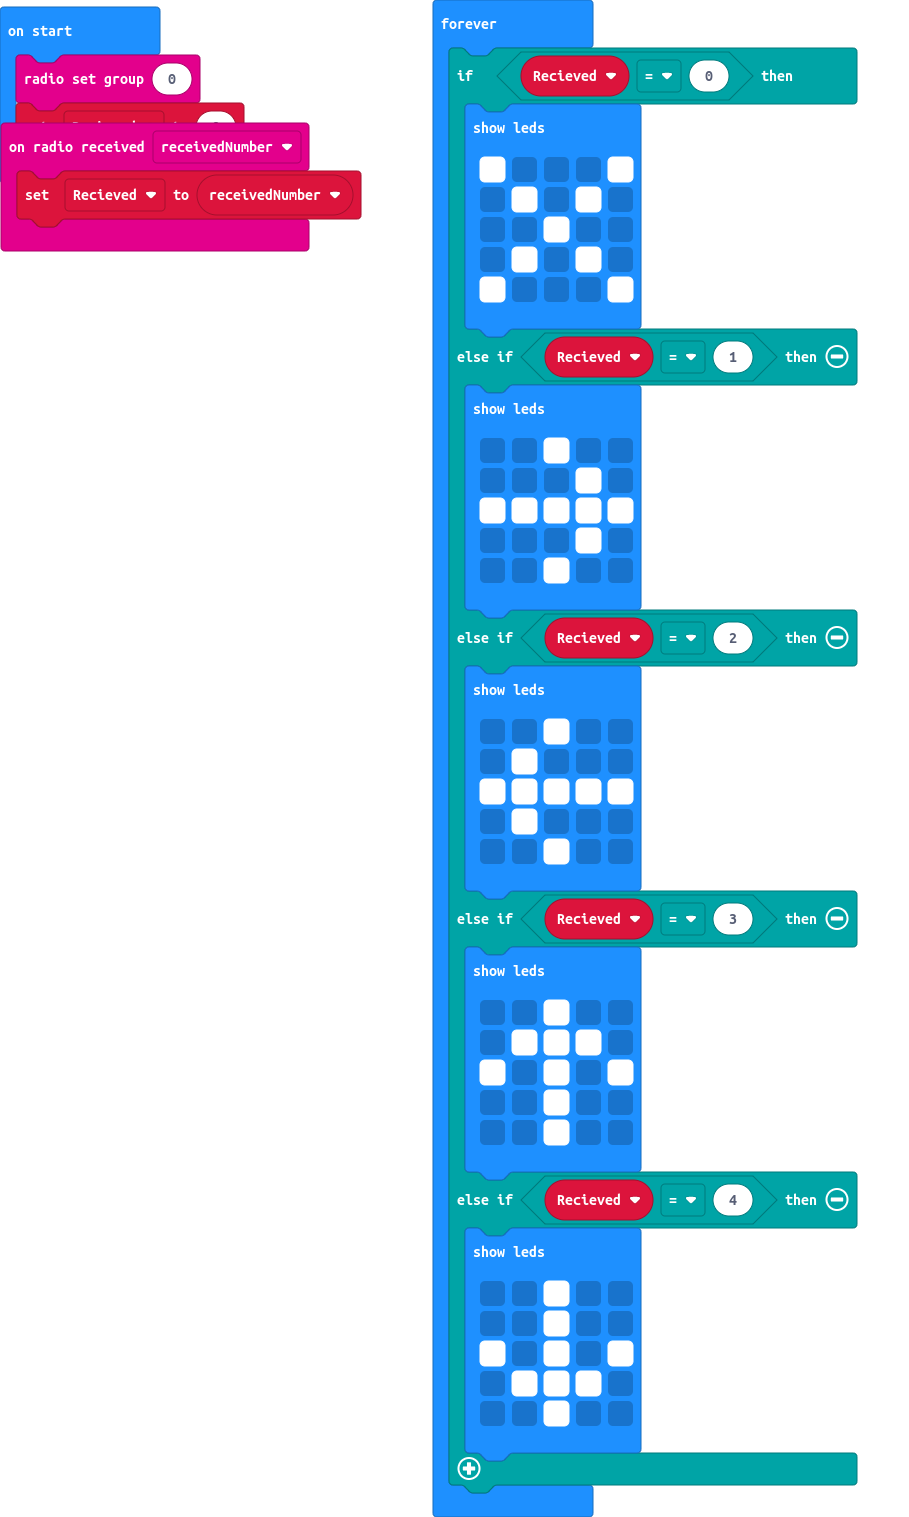 on start
radio set group 0
on radio received receivedNumber
set Recieved to receivedNumber
forever
if Recieved = 0 then
show leds
else if Recieved = 1 then
show leds
else if Recieved = 2 then
show leds
else if Recieved = 3 then
show leds
else if Recieved = 4 then
show leds